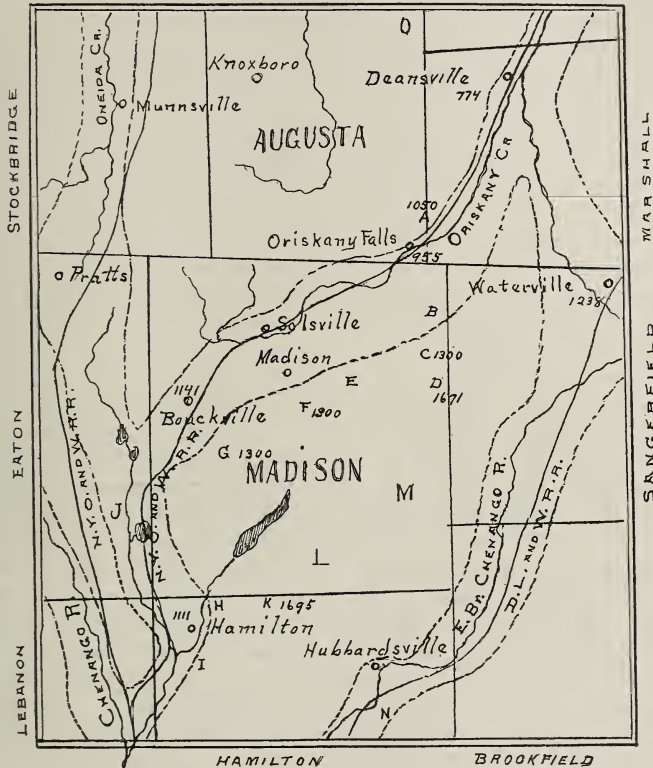 O
Knoxboro
Deansville
774
ONEIDA CR.
Munnsville
STOCKBRIDGE
AUGUSTA
MARSHALL
1050
A
ORISKANY CR
Oriskany Falls
955
Pratts
Waterville
1238
Solsville
B
Madison
C 1300
E
D
1671
1141
Bouckville
F 1300
G 1300
EATON
N.Y.O. AND W.R.R.
N.Y.O. AND W.R.R.
MADISON
SANGERFIELD
M
J
L
E. Br. CHENANGO R.
D.L. AND W.R.R.
H
K 1695
1111
Hamilton
CHENANGO R.
I
Hubbardsville
LEBANON
N
HAMILTON
BROOKFIELD